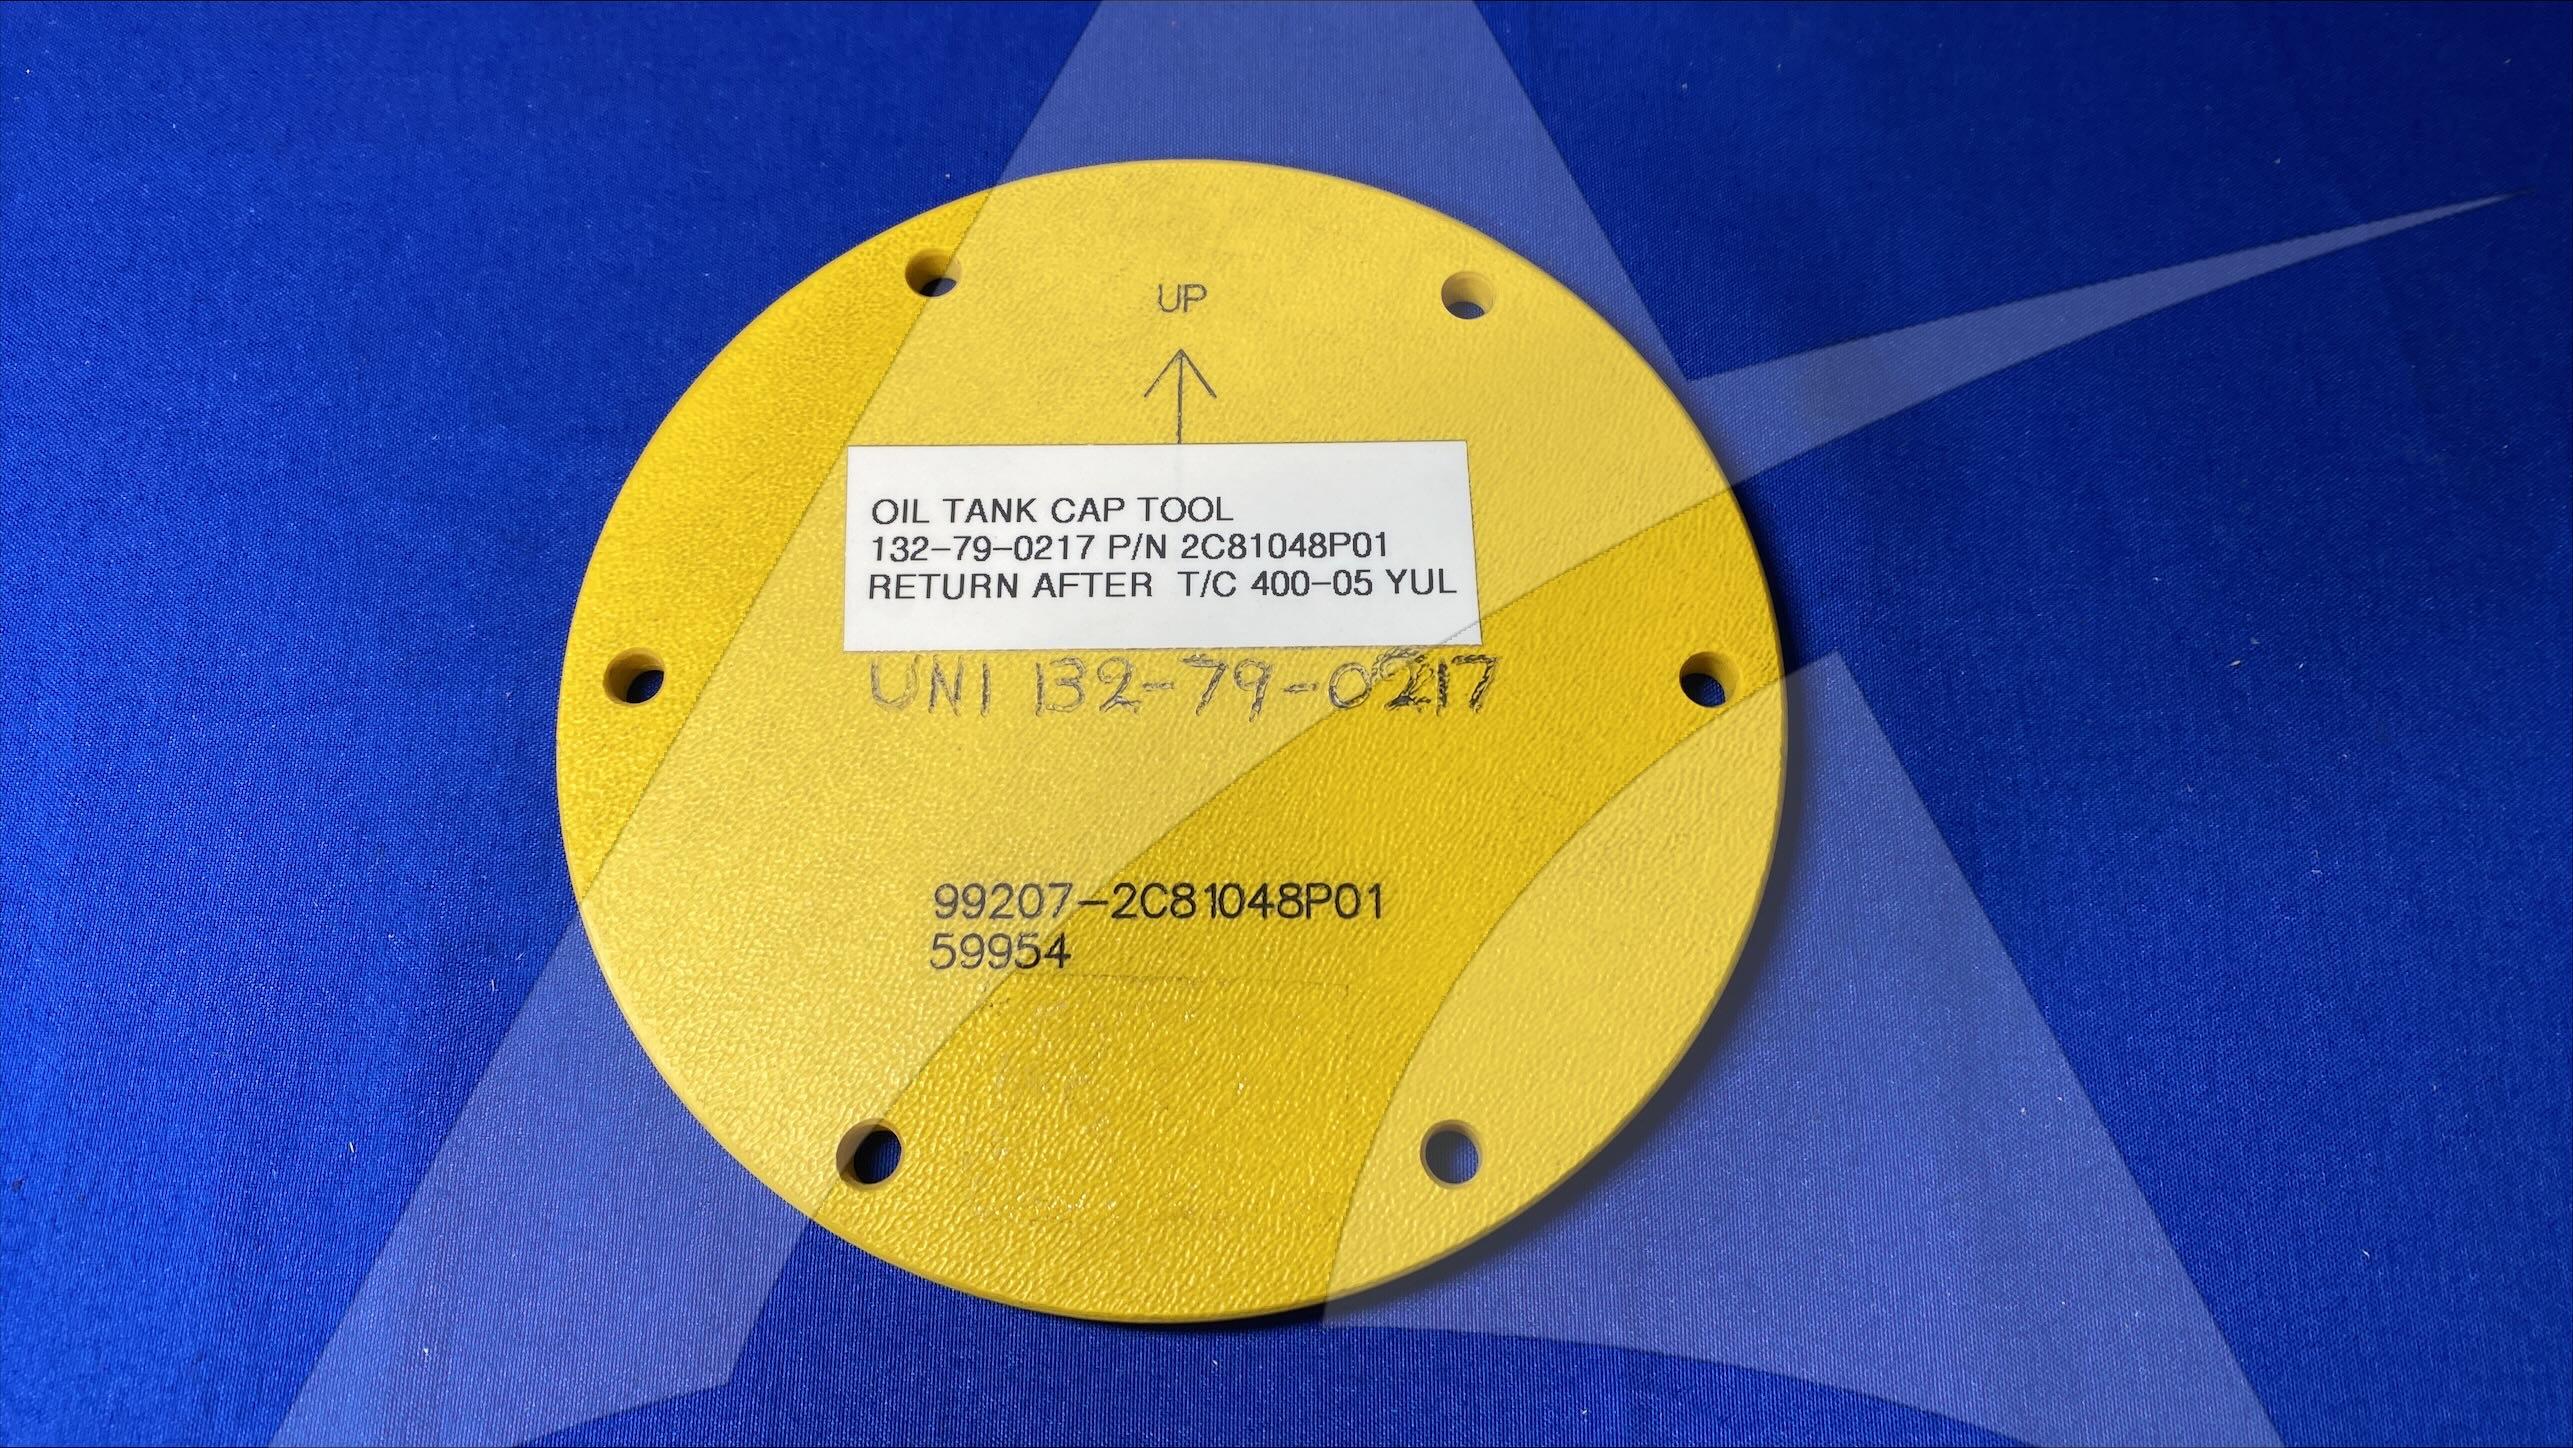 UP
OIL TANK CAP TOOL
132-79-0217 P/N 2C81048P01
RETURN AFTER T/C 400-05 YUL
UNI 132-79-0217
99207-2C81048P01
59954